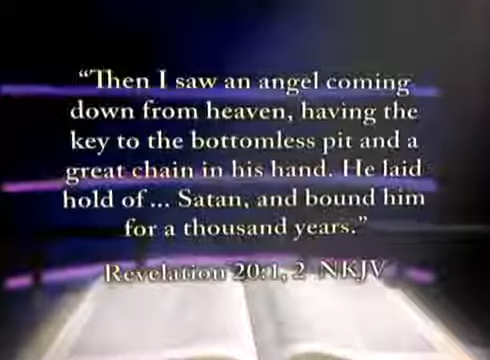 “Then I saw an angel coming
down from heaven, having the
key to the bottomless pit and a
great chain in his hand. He laid
hold of ... Satan, and bound him
for a thousand years.”
Revelation 20:1, 2 NKJV